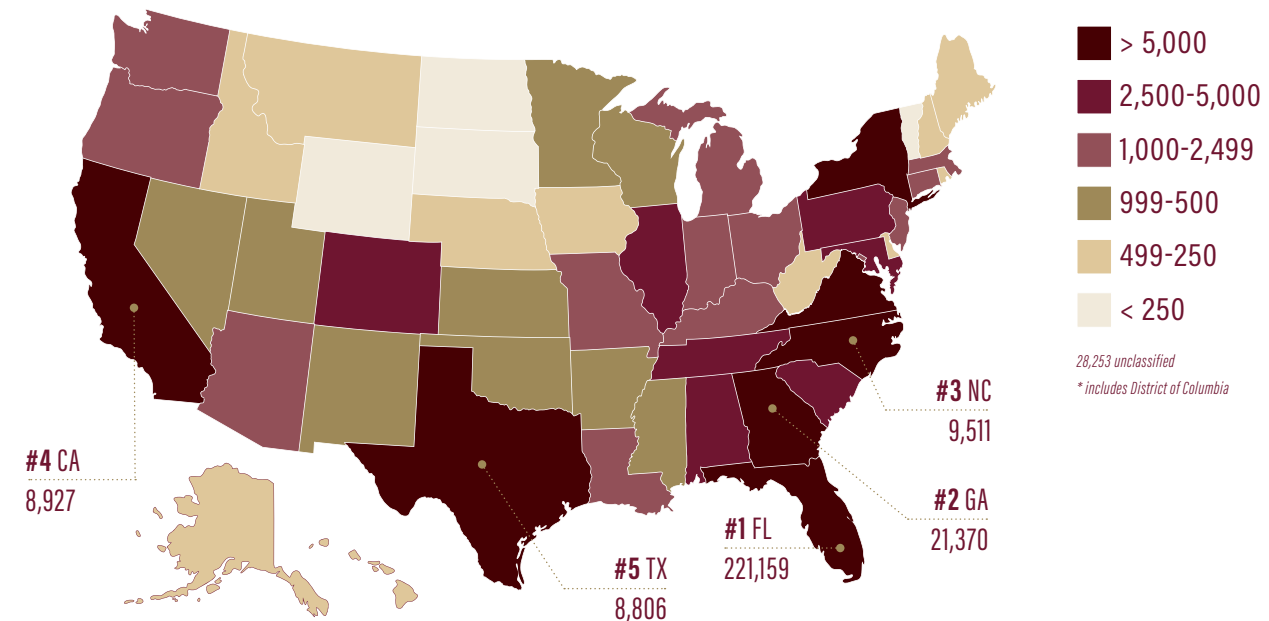 > 5,000
2,500-5,000
1,000-2,499
999-500
499-250
< 250
28,253 unclassified
* includes District of Columbia
#3 NC
9,511
#4 CA
8,927
#2 GA
21,370
#1 FL
221,159
#5 TX
8,806